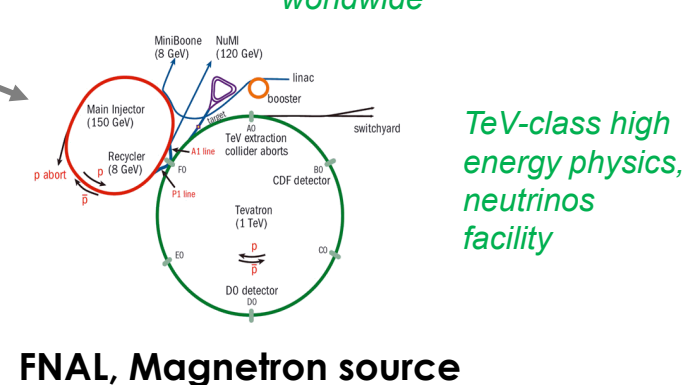 worldwide
MiniBoone
(8 GeV)
NuMI
(120 GeV)
linac
booster
target
switchyard
Main Injector
(150 GeV)
Recycler
(8 GeV)
p abort
p
p̄
A1 line
P1 line
A0
TeV extraction
collider aborts
F0
B0
CDF detector
Tevatron
(1 TeV)
p
p̄
E0
C0
D0 detector
D0
TeV-class high
energy physics,
neutrinos
facility
FNAL, Magnetron source